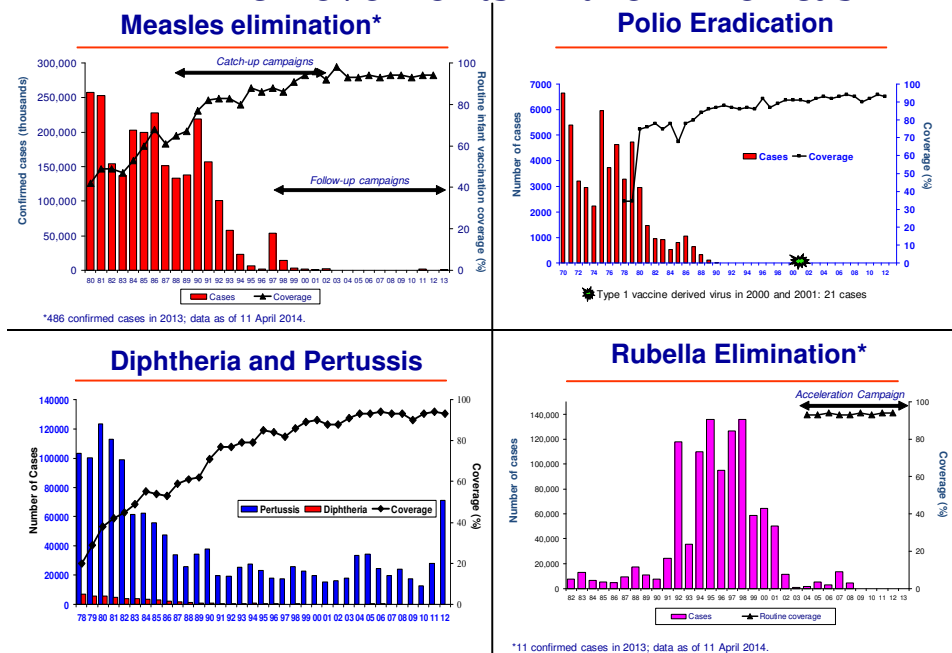 Measles elimination*
Confirmed cases (thousands)
300,000
250,000
200,000
150,000
100,000
50,000
0
Catch-up campaigns
Follow-up campaigns
100
80
60
40
20
0
Routine infant vaccination coverage (%)
80 81 82 83 84 85 86 87 88 89 90 91 92 93 94 95 96 97 98 99 00 01 02 03 04 05 06 07 08 09 10 11 12 13
Cases Coverage
*486 confirmed cases in 2013; data as of 11 April 2014.
Polio Eradication
Number of cases
7000
6000
5000
4000
3000
2000
1000
0
Cases Coverage
100
90
80
70
60
50
40
30
20
10
0
Coverage (%)
70 72 74 76 78 80 82 84 86 88 90 92 94 96 98 00 02 04 06 08 10 12
Type 1 vaccine derived virus in 2000 and 2001: 21 cases
Diphtheria and Pertussis
Number of Cases
140000
120000
100000
80000
60000
40000
20000
0
Pertussis Diphtheria Coverage
100
80
60
40
20
0
Coverage (%)
78 79 80 81 82 83 84 85 86 87 88 89 90 91 92 93 94 95 96 97 98 99 00 01 02 03 04 05 06 07 08 09 10 11 12
Rubella Elimination*
Acceleration Campaign
Number of cases
140,000
120,000
100,000
80,000
60,000
40,000
20,000
0
100
80
60
40
20
0
Coverage (%)
82 83 84 85 86 87 88 89 90 91 92 93 94 95 96 97 98 99 00 01 02 03 04 05 06 07 08 09 10 11 12 13
Cases Routine coverage
*11 confirmed cases in 2013; data as of 11 April 2014.